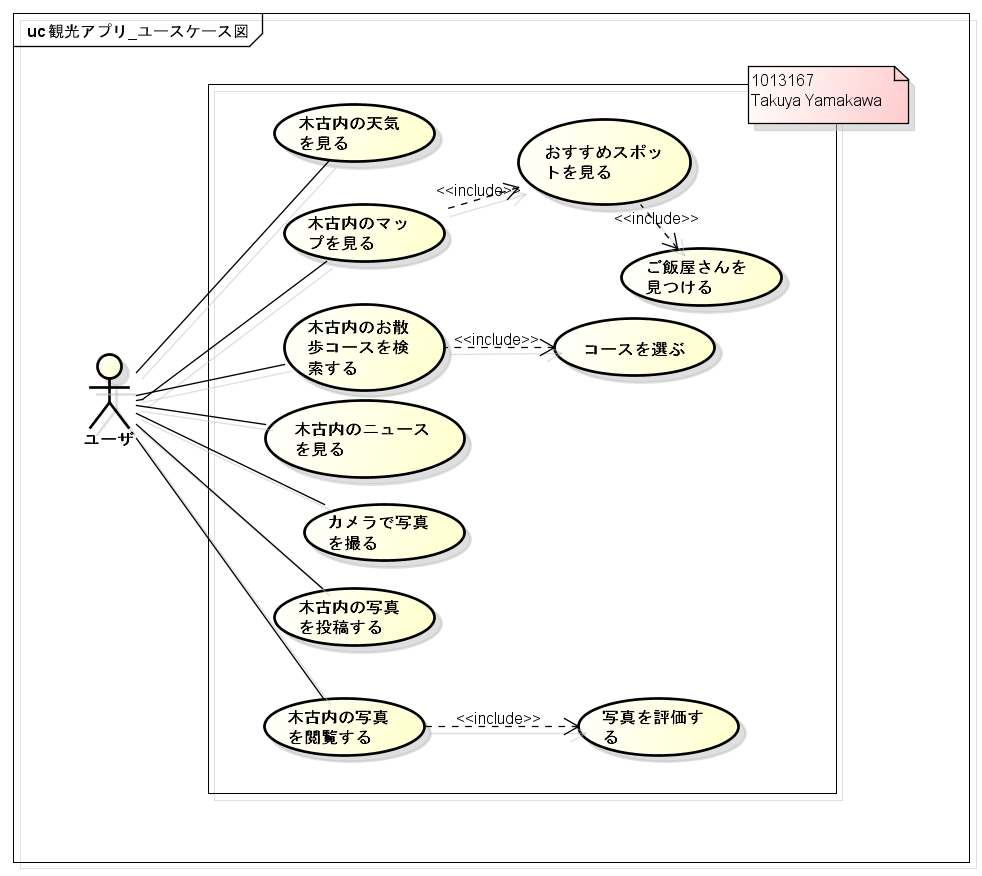 uc 観光アプリ_ユースケース図
1013167
Takuya Yamakawa
木古内の天気
を見る
おすすめスポッ
トを見る
<<include>>
木古内のマッ
プを見る
<<include>>
ご飯屋さんを
見つける
木古内のお散
歩コースを検
索する
<<include>>
コースを選ぶ
ユーザ
木古内のニュース
を見る
カメラで写真
を撮る
木古内の写真
を投稿する
木古内の写真
を閲覧する
<<include>>
写真を評価す
る